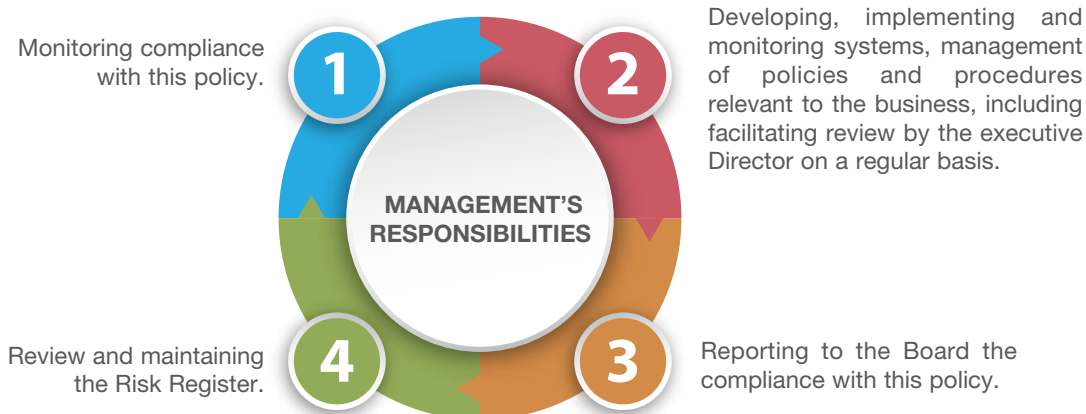 1
Monitoring compliance
with this policy.
2
Developing, implementing and
monitoring systems, management
of policies and procedures
relevant to the business, including
facilitating review by the executive
Director on a regular basis.
MANAGEMENT'S
RESPONSIBILITIES
3
Reporting to the Board the
compliance with this policy.
4
Review and maintaining
the Risk Register.